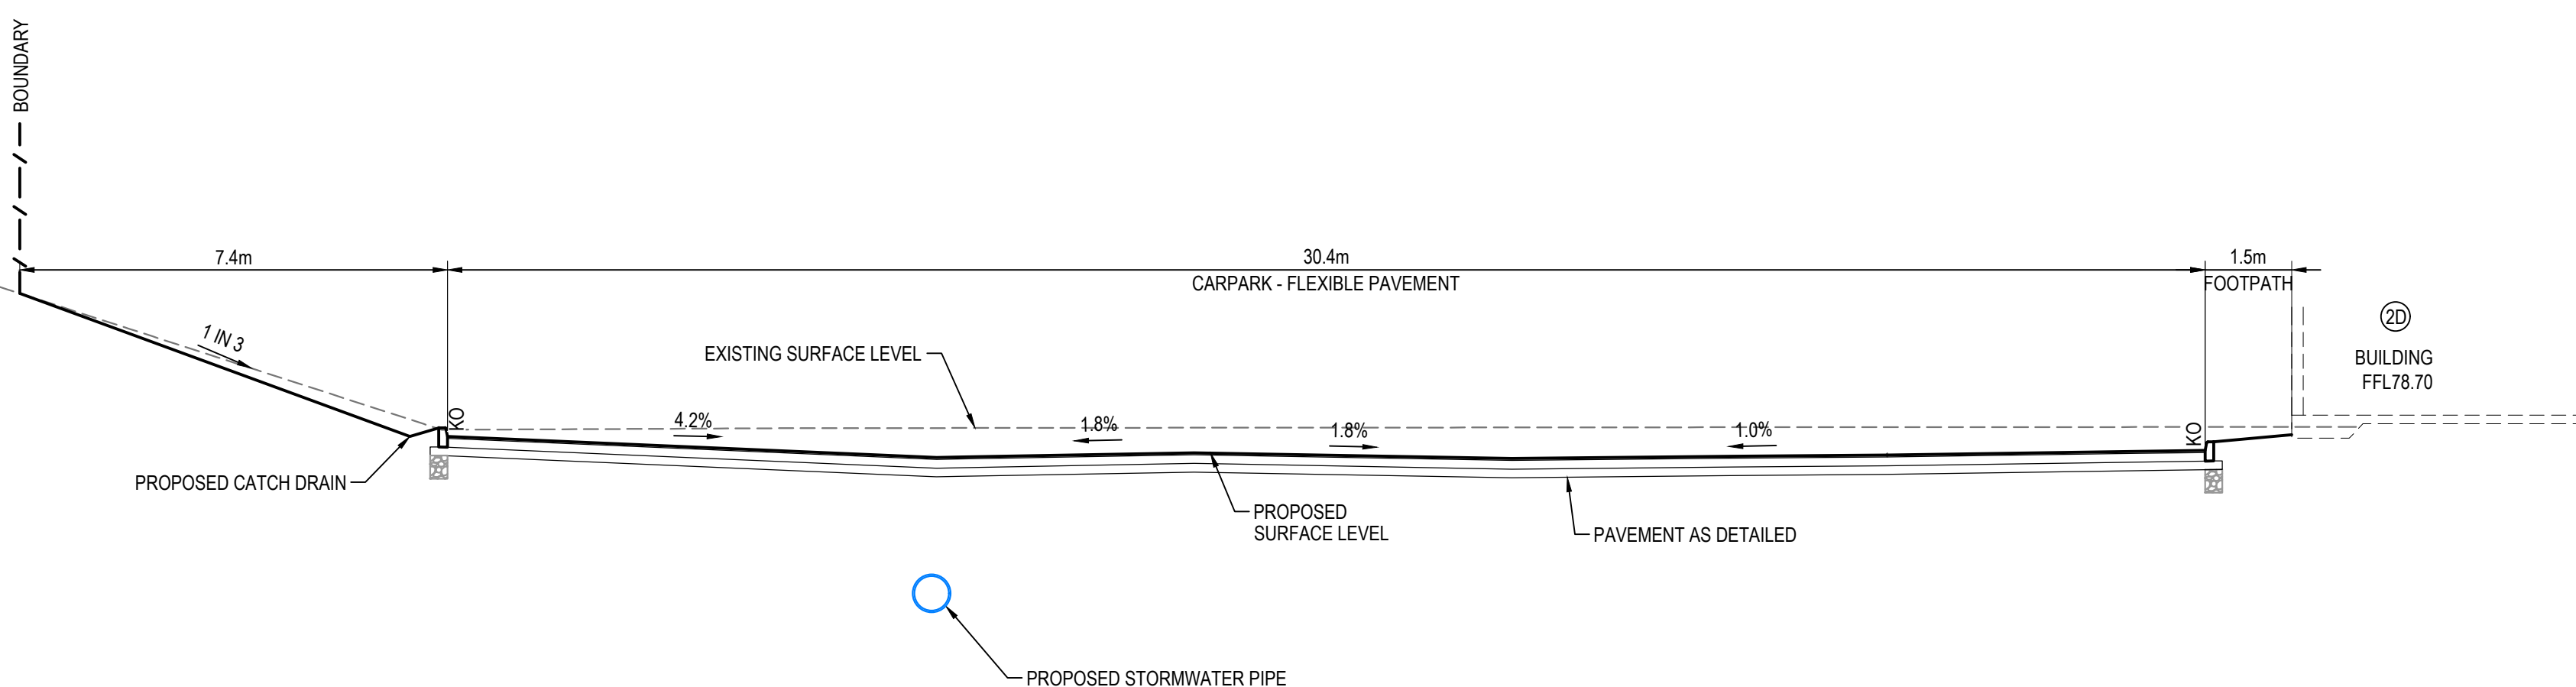 BOUNDARY
7.4m
30.4m
1.5m
CARPARK - FLEXIBLE PAVEMENT
FOOTPATH
2D
1 IN 3
EXISTING SURFACE LEVEL
BUILDING
FFL78.70
KO
4.2%
1.8%
1.8%
1.0%
KO
PROPOSED CATCH DRAIN
PROPOSED
SURFACE LEVEL
PAVEMENT AS DETAILED
PROPOSED STORMWATER PIPE